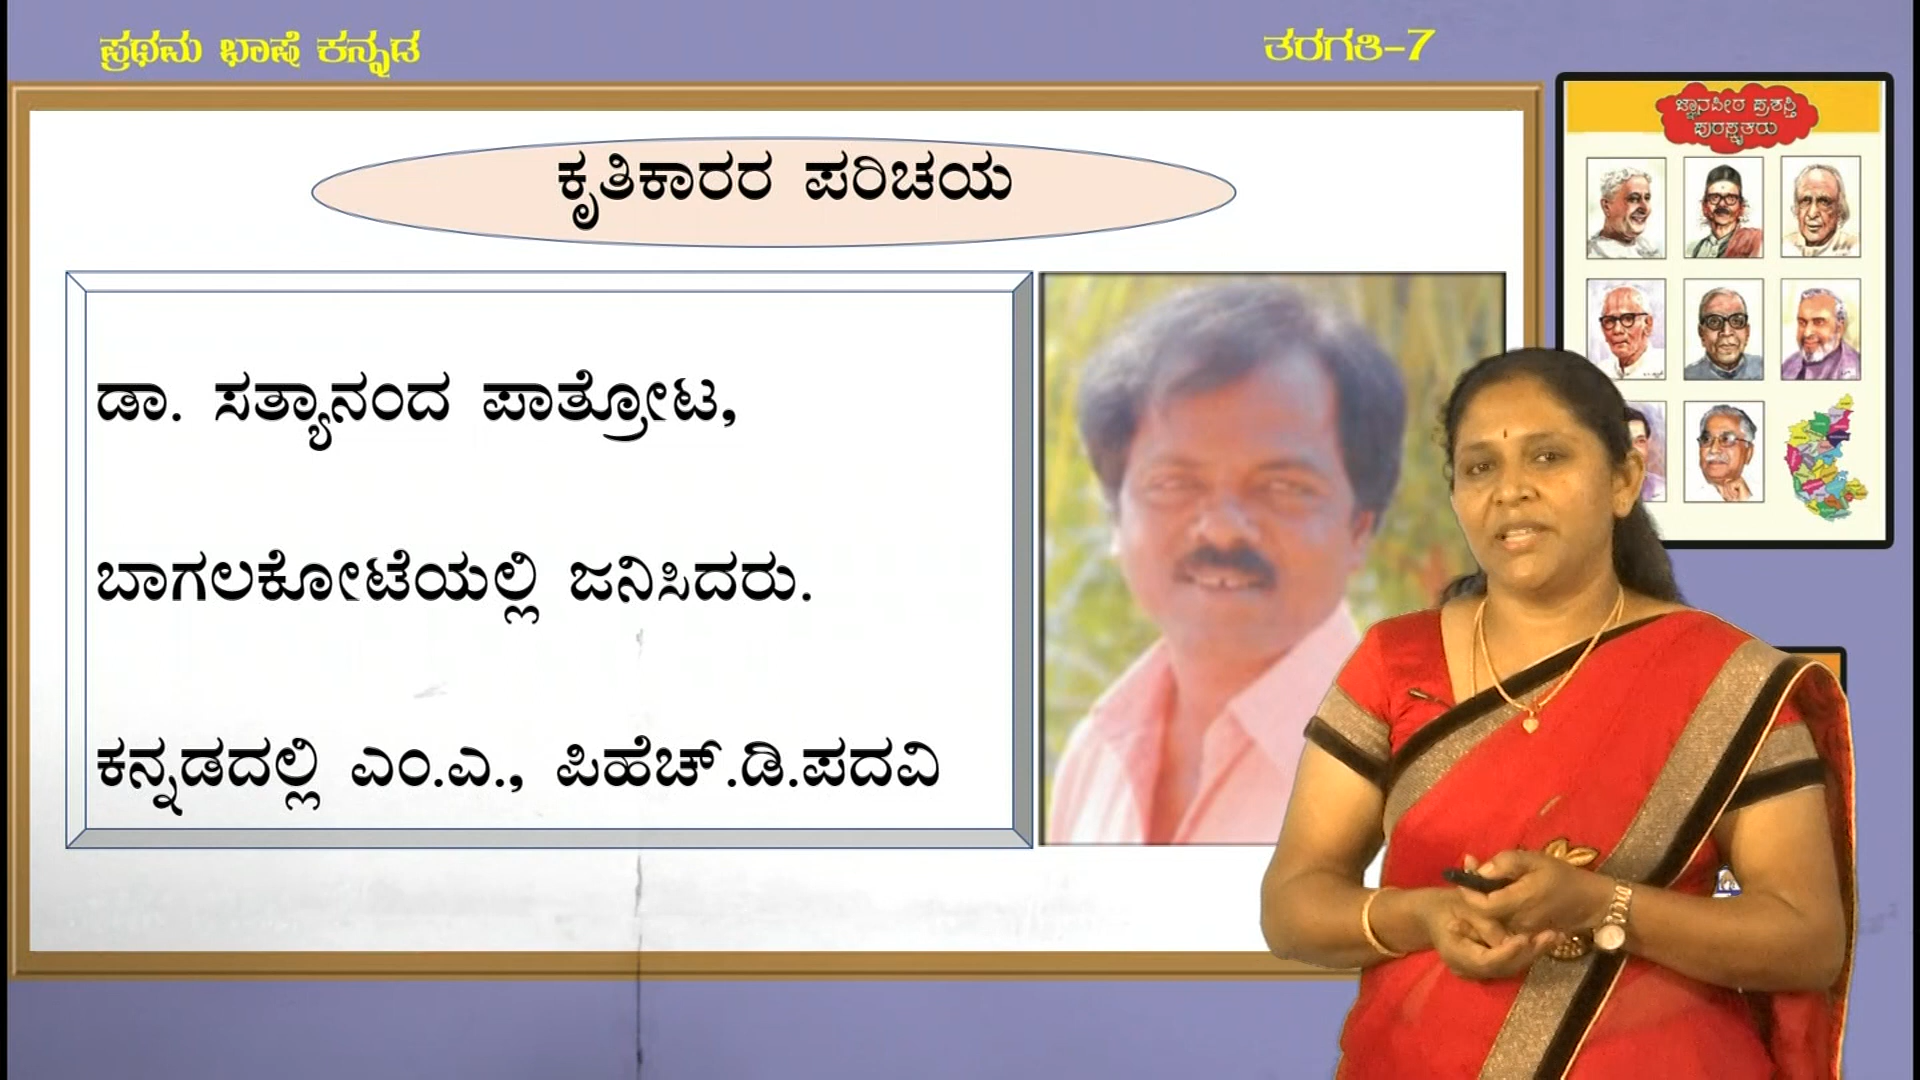 ಪ್ರಥಮ ಭಾಷೆ ಕನ್ನಡ
ತರಗತಿ-7
ಜ್ಞಾನಪೀಠ ಪ್ರಶಸ್ತಿ
ಪುರಸ್ಕೃತರು
ಕೃತಿಕಾರರ ಪರಿಚಯ
ಡಾ. ಸತ್ಯಾನಂದ ಪಾತ್ರೋಟ,
ಬಾಗಲಕೋಟೆಯಲ್ಲಿ ಜನಿಸಿದರು.
ಕನ್ನಡದಲ್ಲಿ ಎಂ.ಎ., ಪಿಹೆಚ್.ಡಿ.ಪದವಿ